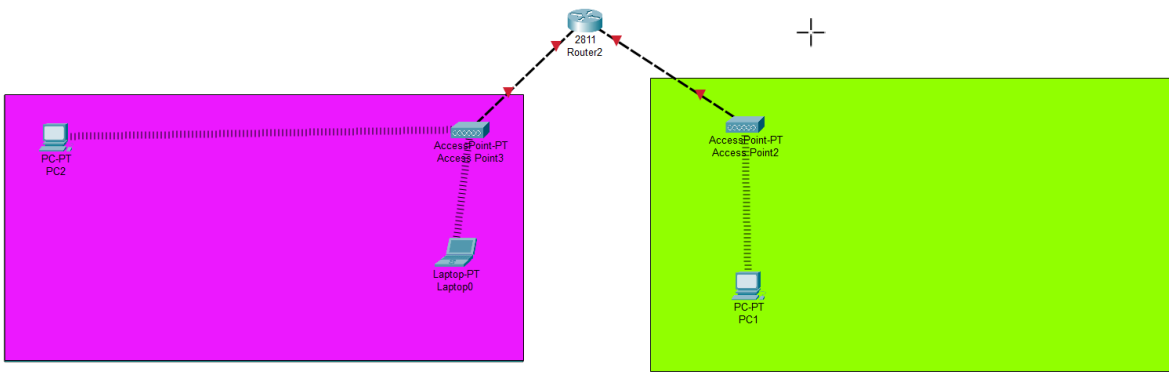 2811
Router2
AccessPoint-PT
Access Point3
AccessPoint-PT
Access Point2
PC-PT
PC2
Laptop-PT
Laptop0
PC-PT
PC1